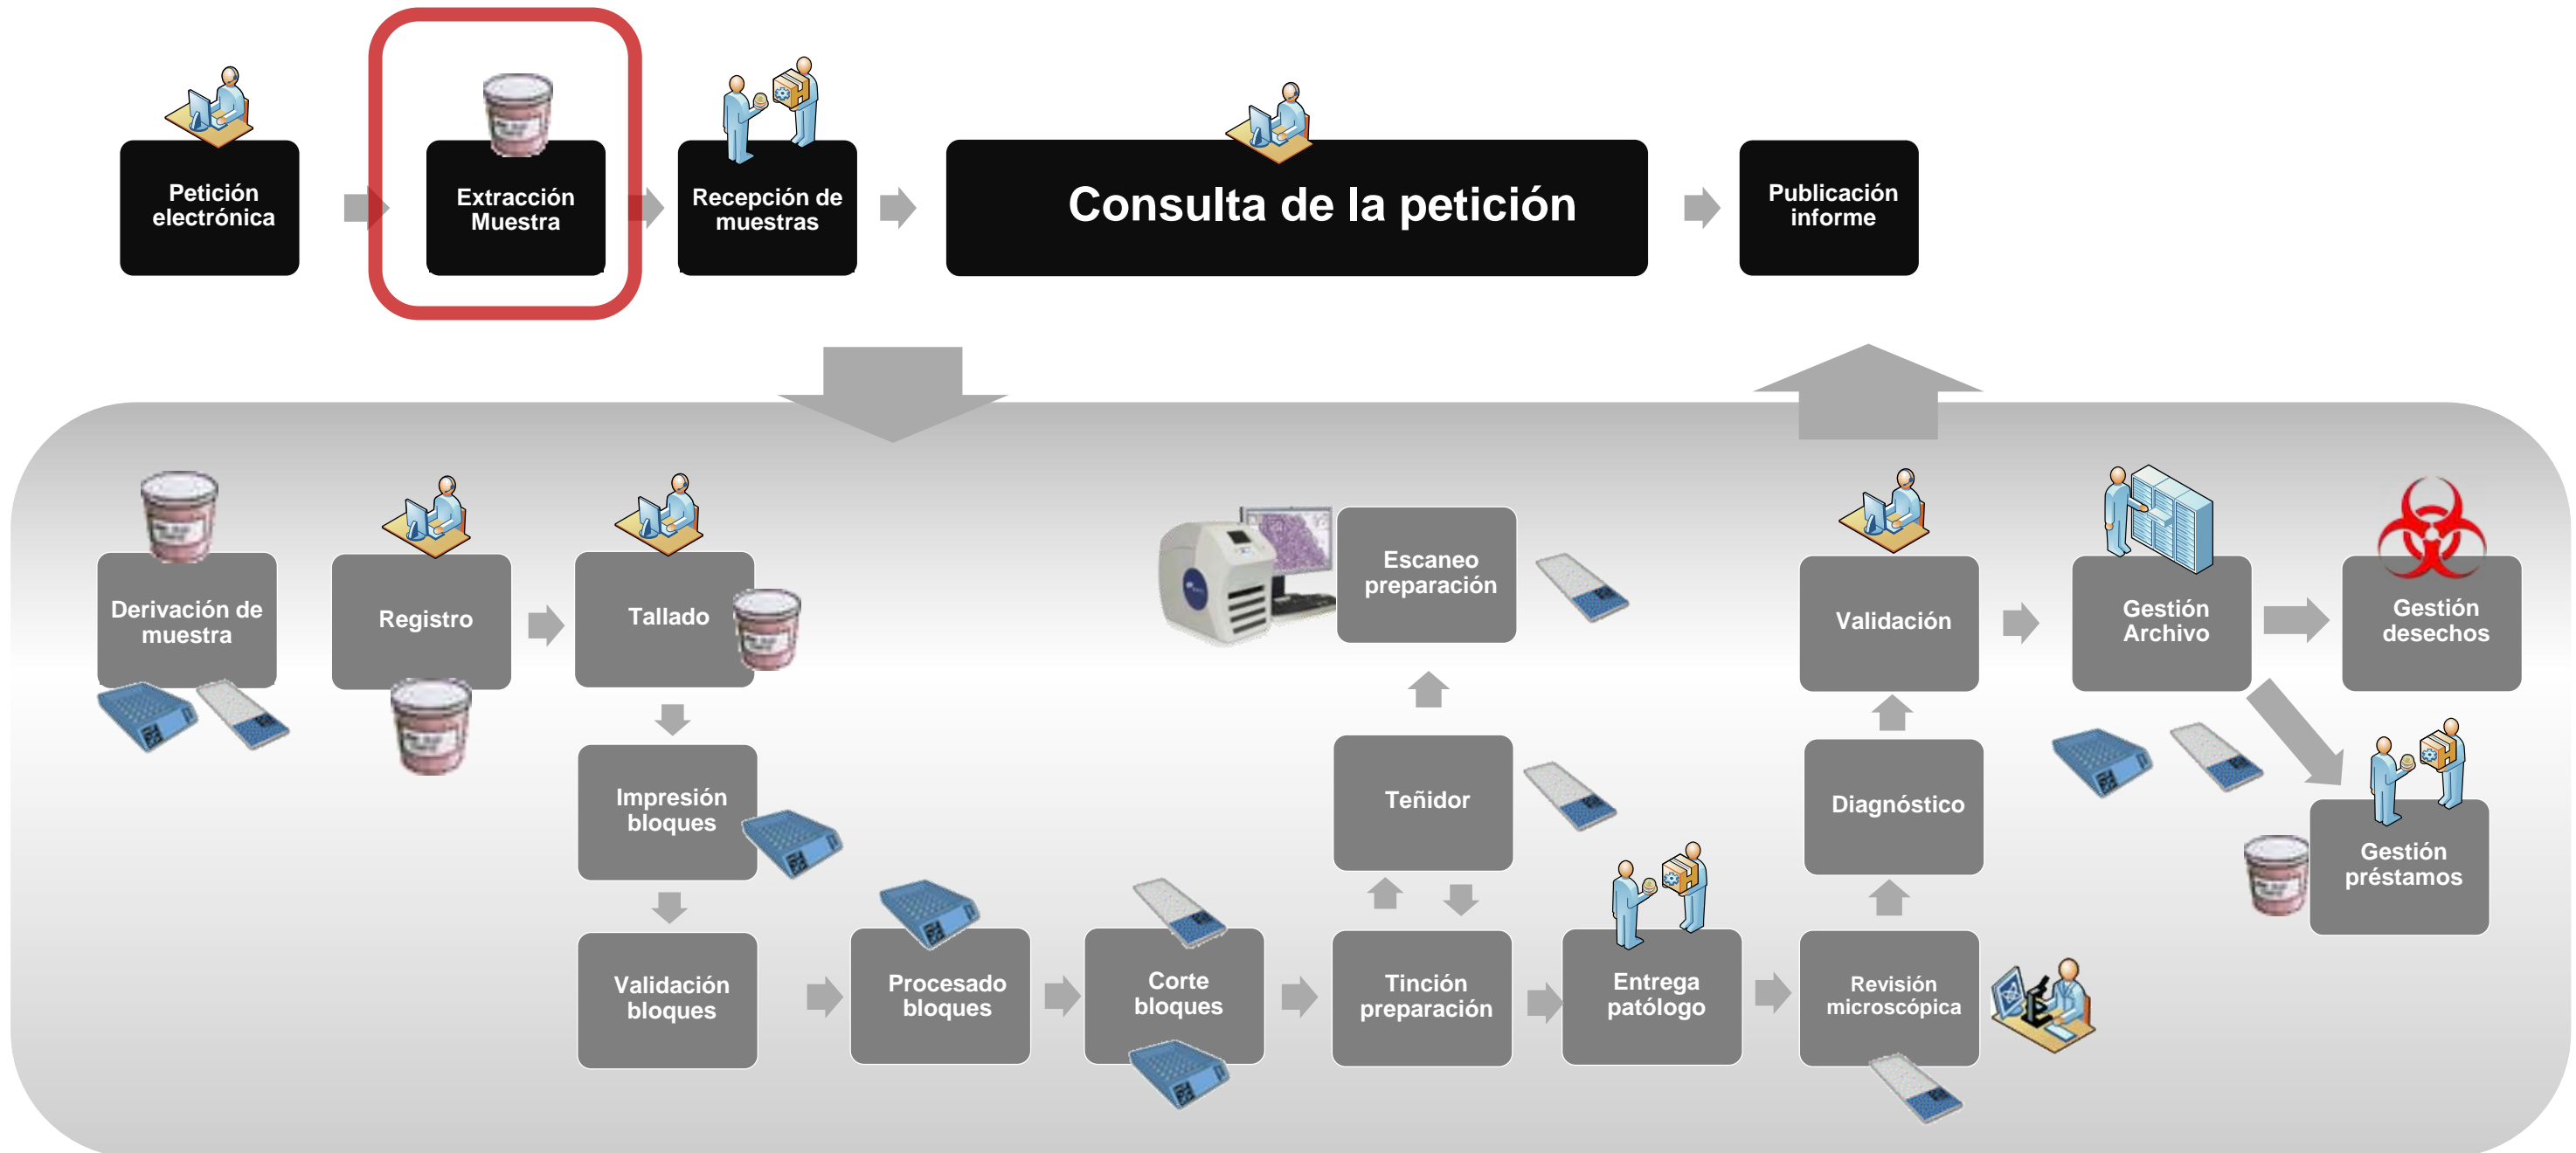 Petición
electrónica
Extracción
Muestra
Recepción de
muestras
Consulta de la petición
Publicación
informe
Derivación de
muestra
Registro
Tallado
Escaneo
preparación
Validación
Gestión
Archivo
Gestión
desechos
Impresión
bloques
Teñidor
Diagnóstico
Gestión
préstamos
Validación
bloques
Procesado
bloques
Corte
bloques
Tinción
preparación
Entrega
patólogo
Revisión
microscópica